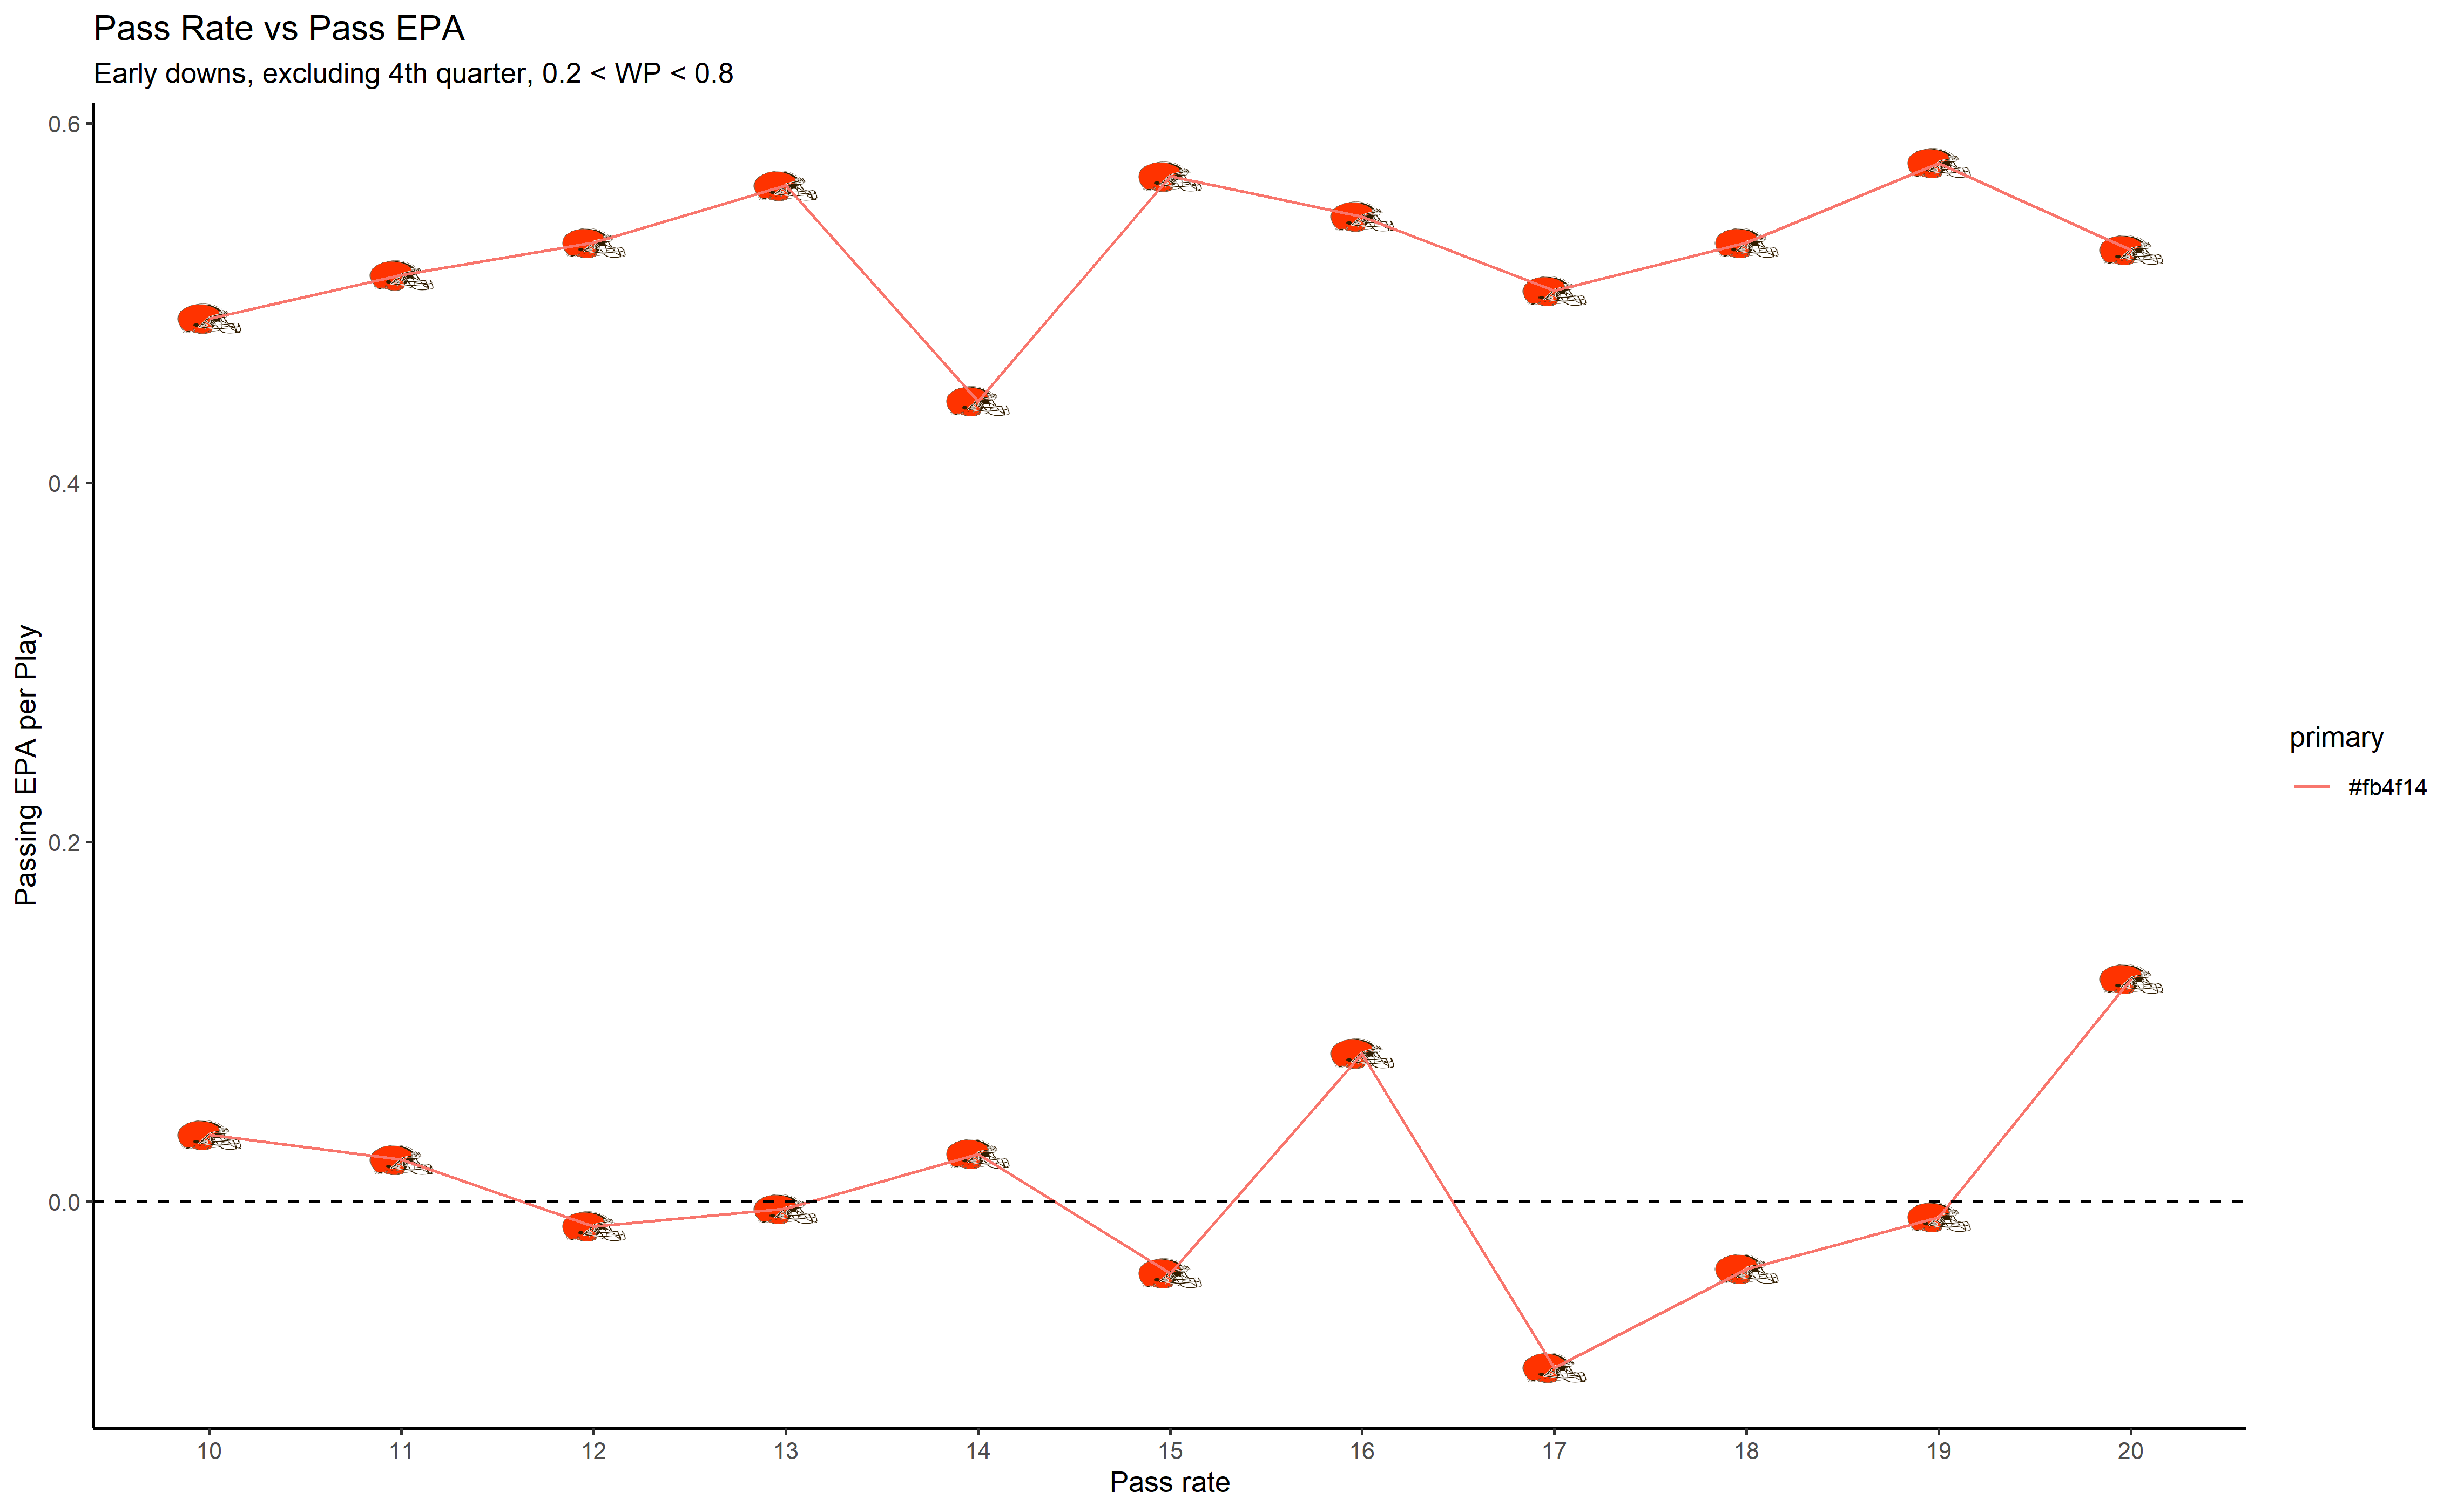 Pass Rate vs Pass EPA
Early downs, excluding 4th quarter, 0.2 < WP < 0.8
0.6
0.4
0.2
0.0
Passing EPA per Play
10 11 12 13 14 15 16 17 18 19 20
Pass rate
primary
#fb4f14